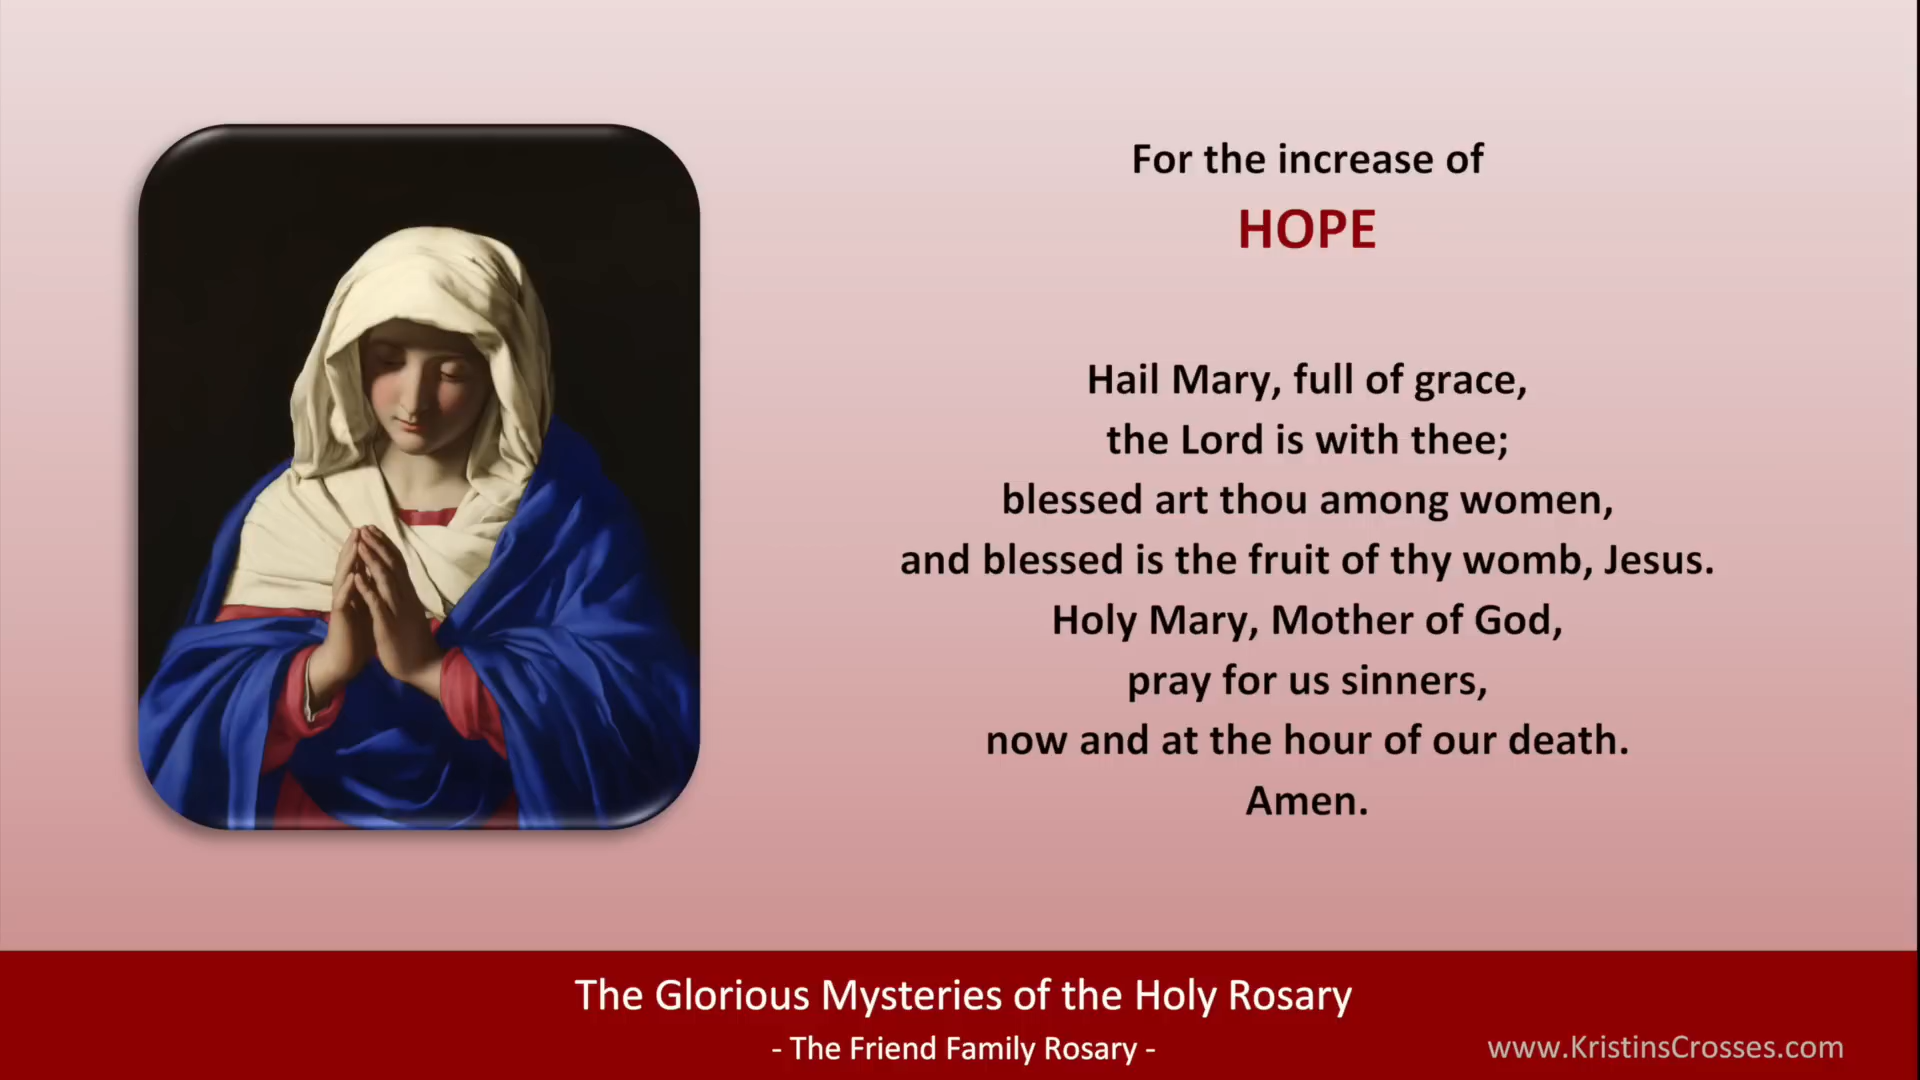 For the increase of
HOPE
Hail Mary, full of grace,
the Lord is with thee;
blessed art thou among women,
and blessed is the fruit of thy womb, Jesus.
Holy Mary, Mother of God,
pray for us sinners,
now and at the hour of our death.
Amen.
The Glorious Mysteries of the Holy Rosary
- The Friend Family Rosary -
www.KristinsCrosses.com